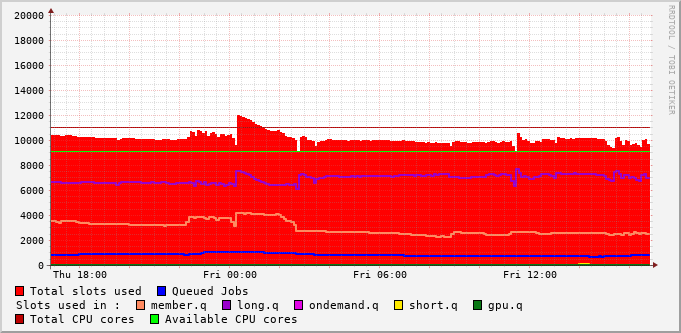 20000
18000
16000
14000
12000
10000
8000
6000
4000
2000
0
Thu 18:00 Fri 00:00 Fri 06:00 Fri 12:00
Total slots used Queued Jobs
Slots used in : member.q long.q ondemand.q short.q gpu.q
Total CPU cores Available CPU cores
RRDTOOL / TOBI OETIKER